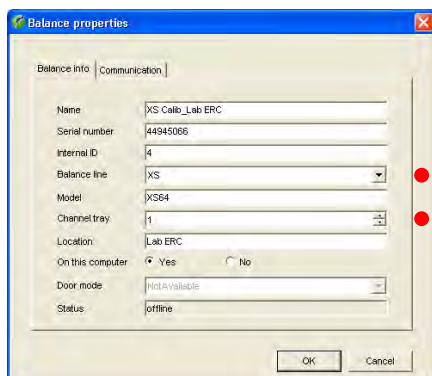 Balance properties
Balance info Communication
Name XS Calib_Lab ERC
Serial number 44945066
Internal ID 4
Balance line XS
Model XS64
Channel tray 1
Location Lab ERC
On this computer Yes No
Door mode NotAvailable
Status offline
OK Cancel